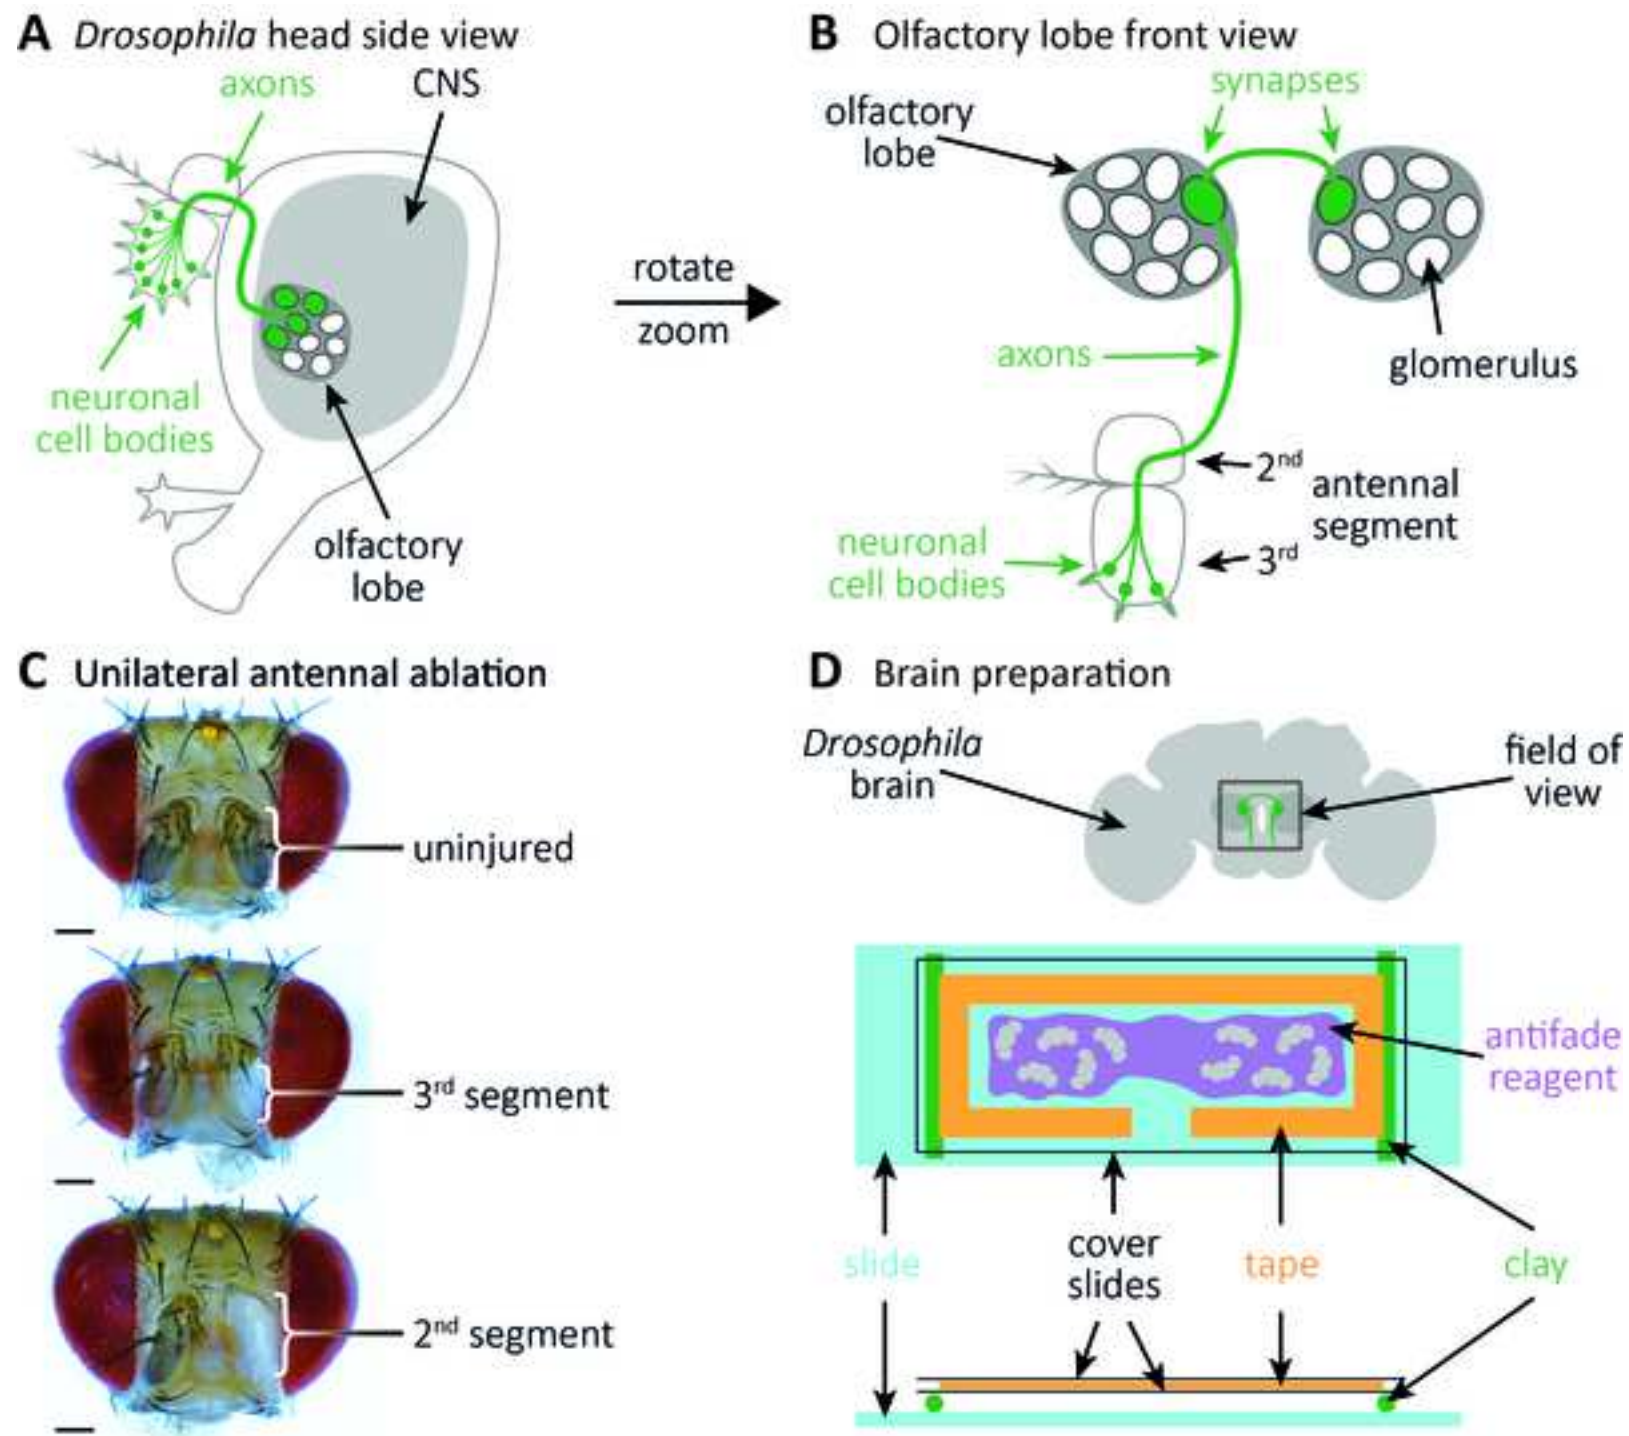 A Drosophila head side view
axons
CNS
neuronal
cell bodies
olfactory
lobe
rotate
zoom
B Olfactory lobe front view
synapses
olfactory
lobe
axons
glomerulus
2nd
antennal
segment
3rd
neuronal
cell bodies
C Unilateral antennal ablation
uninjured
3rd segment
2nd segment
D Brain preparation
Drosophila
brain
field of
view
antifade
reagent
slide
cover
slides
tape
clay